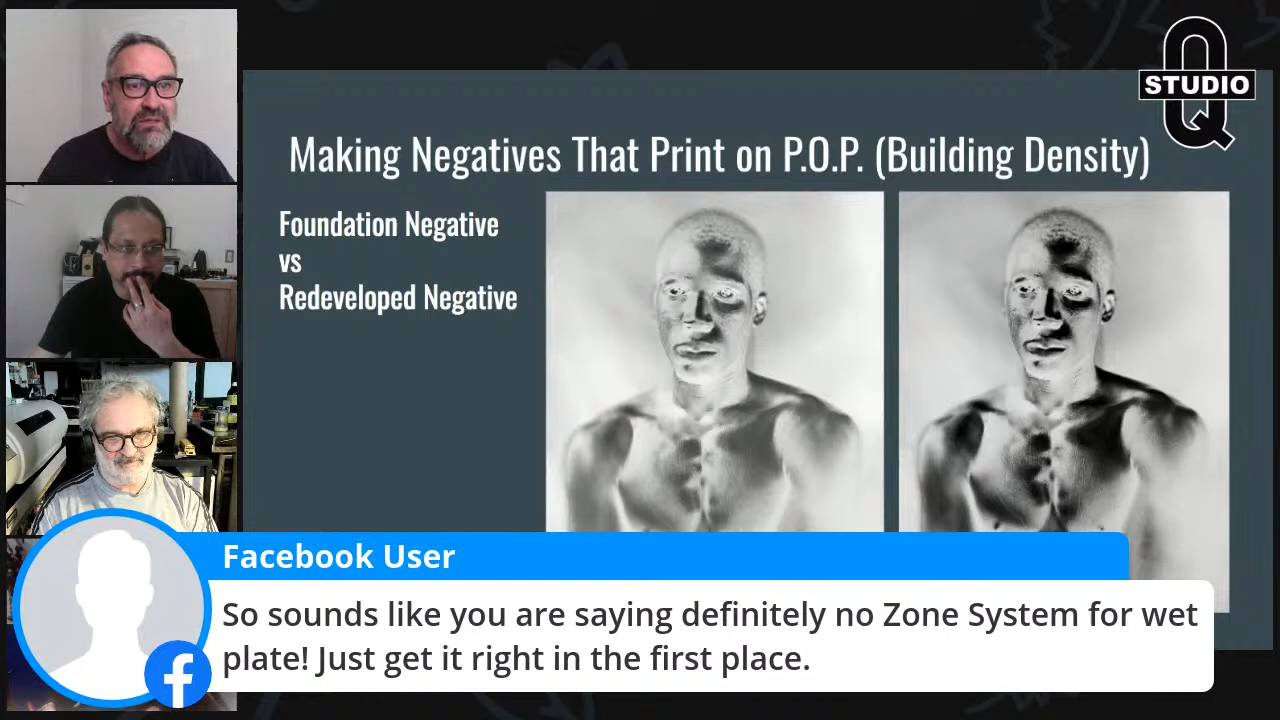 STUDIO
Q
Making Negatives That Print on P.O.P. (Building Density)
Foundation Negative
vs
Redeveloped Negative
Facebook User
So sounds like you are saying definitely no Zone System for wet
plate! Just get it right in the first place.